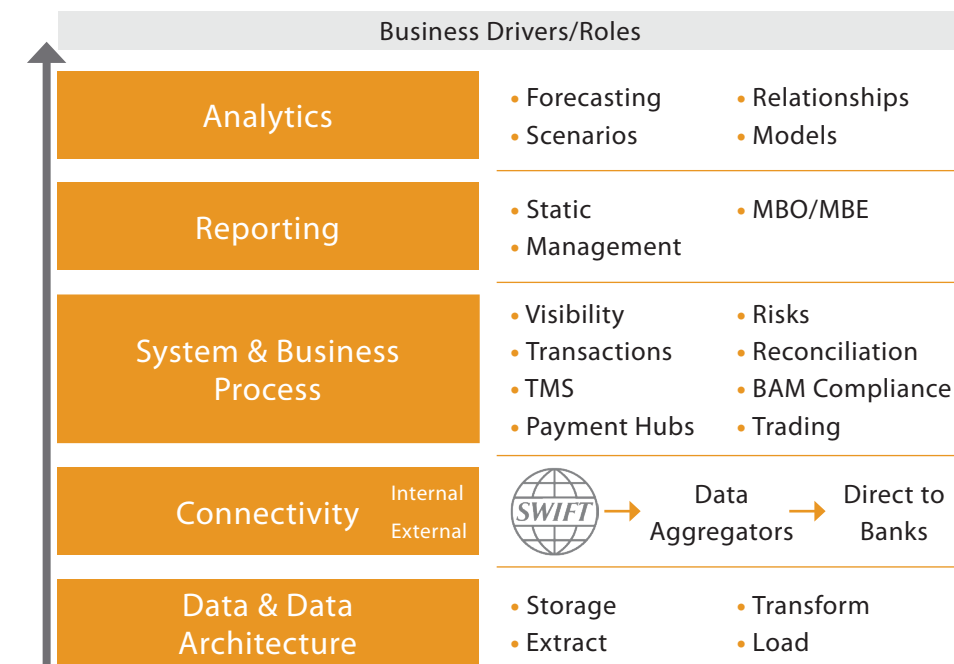 Business Drivers/Roles
Analytics
• Forecasting
• Scenarios
• Relationships
• Models
Reporting
• Static
• Management
• MBO/MBE
System & Business
Process
• Visibility
• Transactions
• TMS
• Payment Hubs
• Risks
• Reconciliation
• BAM Compliance
• Trading
Connectivity
Internal
External
SWIFT
Data
Aggregators
Direct to
Banks
Data & Data
Architecture
• Storage
• Extract
• Transform
• Load